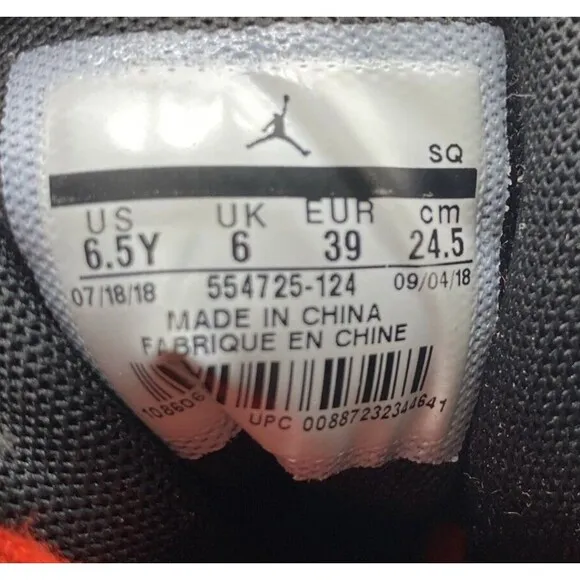 SQ
US UK EUR cm
6.5Y 6 39 24.5
07/18/18 554725-124 09/04/18
MADE IN CHINA
FABRIQUE EN CHINE
108606
UPC 00887232344641